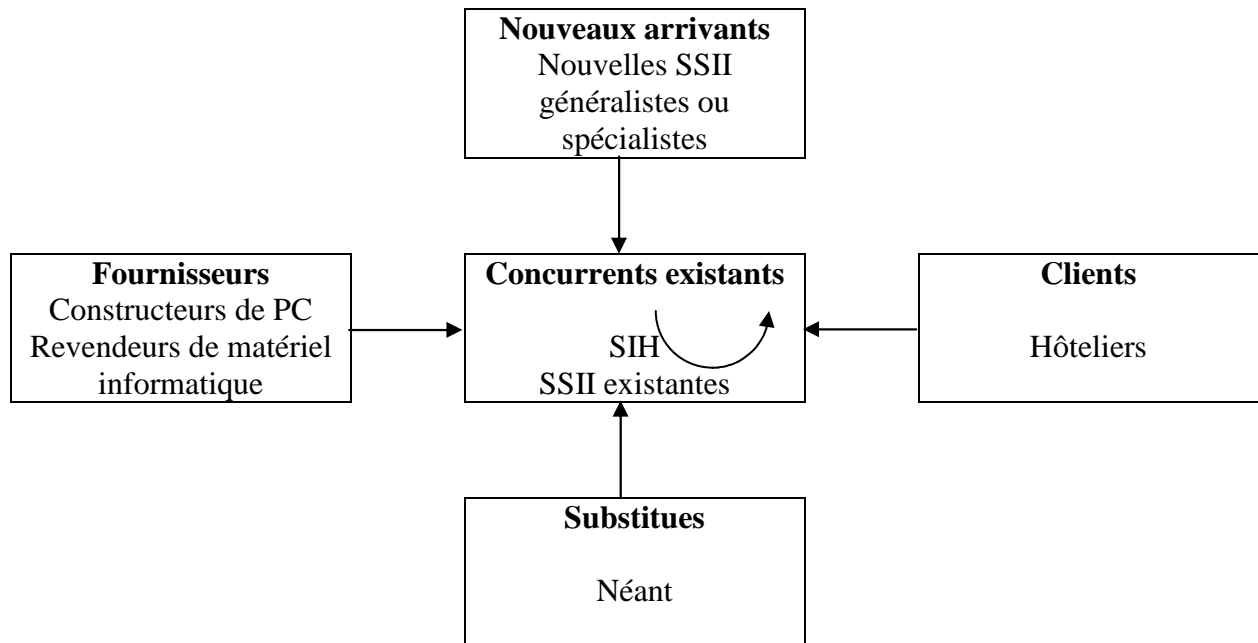 Nouveaux arrivants
Nouvelles SSII
généralistes ou
spécialistes
Fournisseurs
Constructeurs de PC
Revendeurs de matériel
informatique
Concurrents existants
SIH
SSII existantes
Clients
Hôteliers
Substitues
Néant